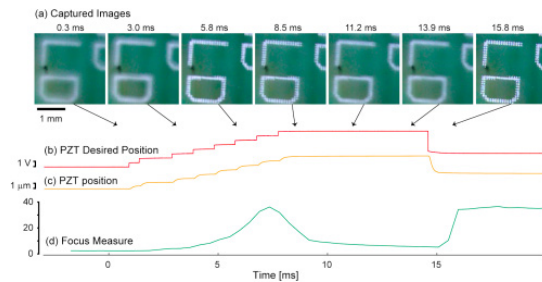 (a) Captured Images
0.3 ms 3.0 ms 5.8 ms 8.5 ms 11.2 ms 13.9 ms 15.8 ms
1 mm
(b) PZT Desired Position
1 V
(c) PZT position
1 μm
40
20
(d) Focus Measure
0
0 5 10 15
Time [ms]